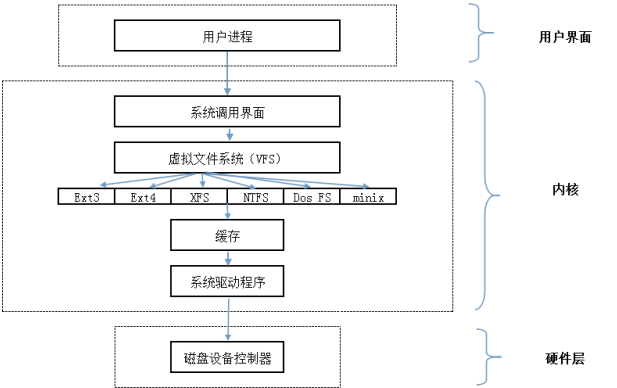 用户进程
用户界面
系统调用界面
虚拟文件系统（VFS）
Ext3 Ext4 XFS NTFS Dos FS minix
内核
缓存
系统驱动程序
磁盘设备控制器
硬件层